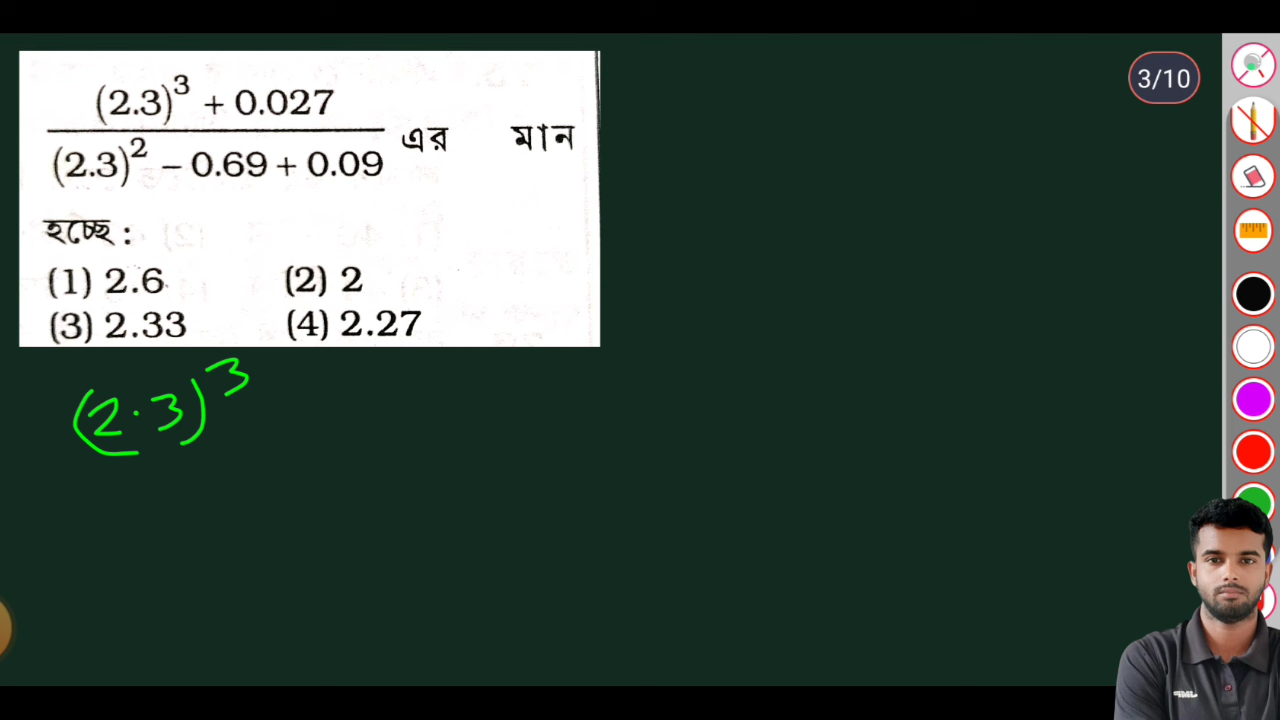 3/10
(2.3)³ + 0.027
(2.3)² – 0.69 + 0.09 এর মান
হচ্ছে :
(1) 2.6 (2) 2
(3) 2.33 (4) 2.27
(2.3)³